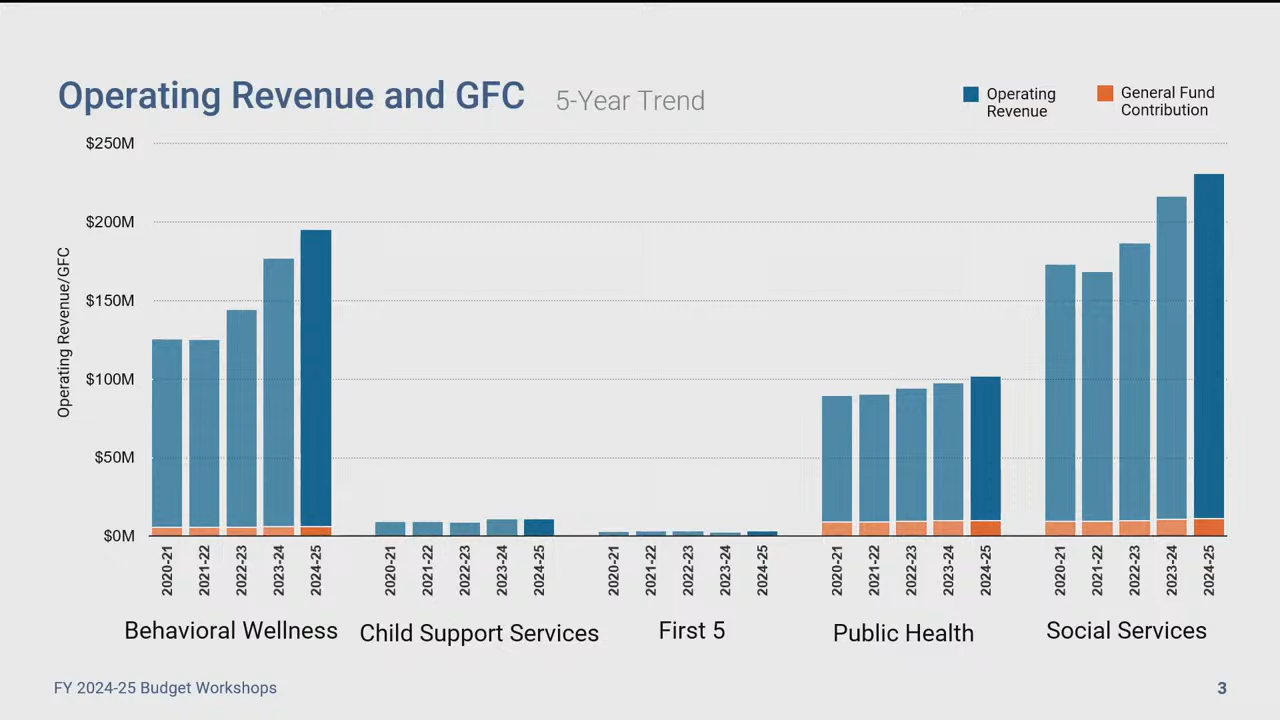 Operating Revenue and GFC 5-Year Trend
Operating
Revenue
General Fund
Contribution
Operating Revenue/GFC
$250M
$200M
$150M
$100M
$50M
$0M
2020-21 2021-22 2022-23 2023-24 2024-25 2020-21 2021-22 2022-23 2023-24 2024-25 2020-21 2021-22 2022-23 2023-24 2024-25 2020-21 2021-22 2022-23 2023-24 2024-25 2020-21 2021-22 2022-23 2023-24 2024-25
Behavioral Wellness Child Support Services First 5 Public Health Social Services
FY 2024-25 Budget Workshops 3